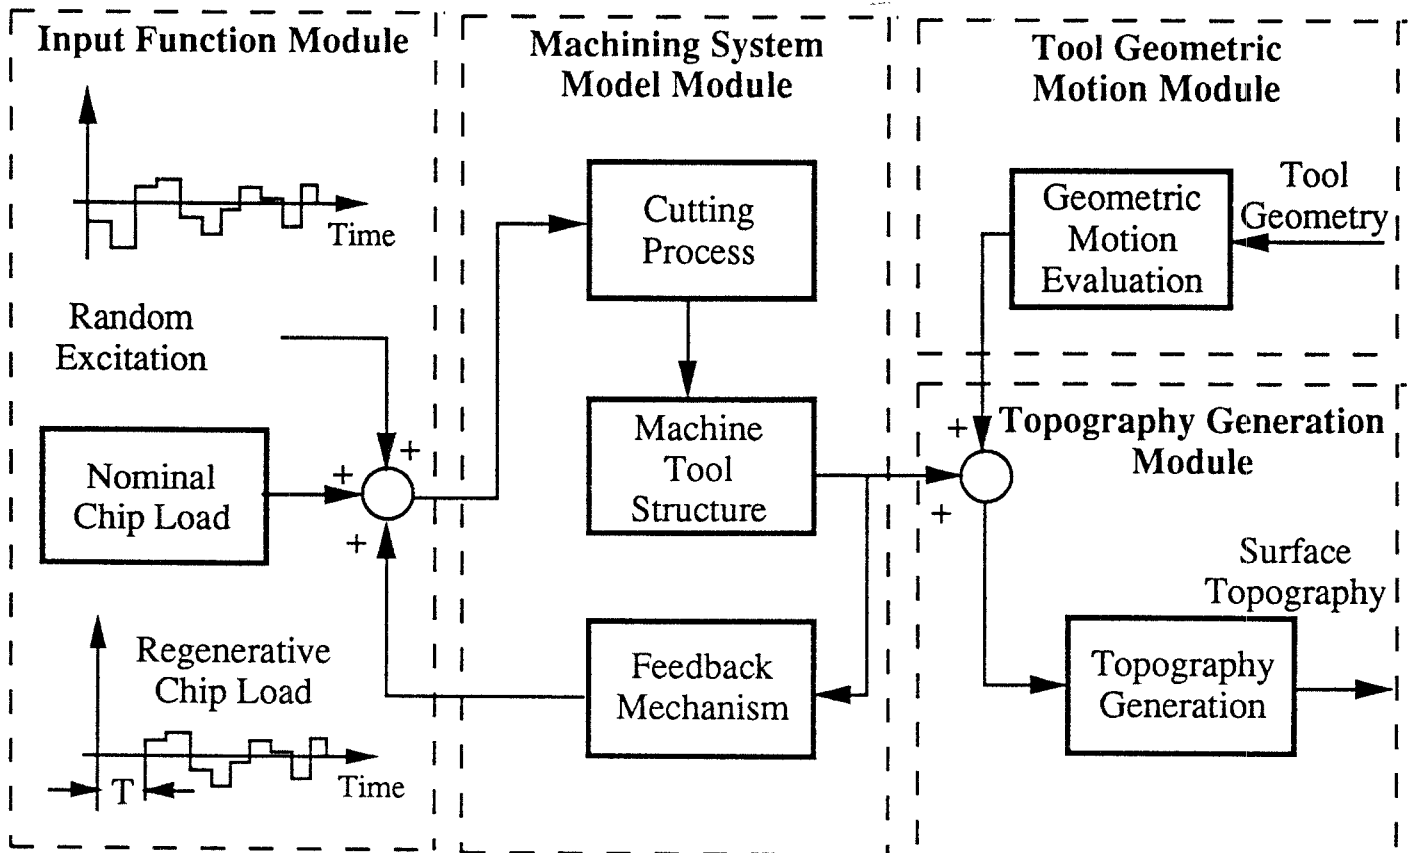 Input Function Module
Time
Random
Excitation
+
+
Nominal
Chip Load
+
Regenerative
Chip Load
T
Time
Machining System
Model Module
Cutting
Process
Machine
Tool
Structure
Feedback
Mechanism
Tool Geometric
Motion Module
Geometric
Motion
Evaluation
Tool
Geometry
+
Topography Generation
Module
+
Surface
Topography
Topography
Generation